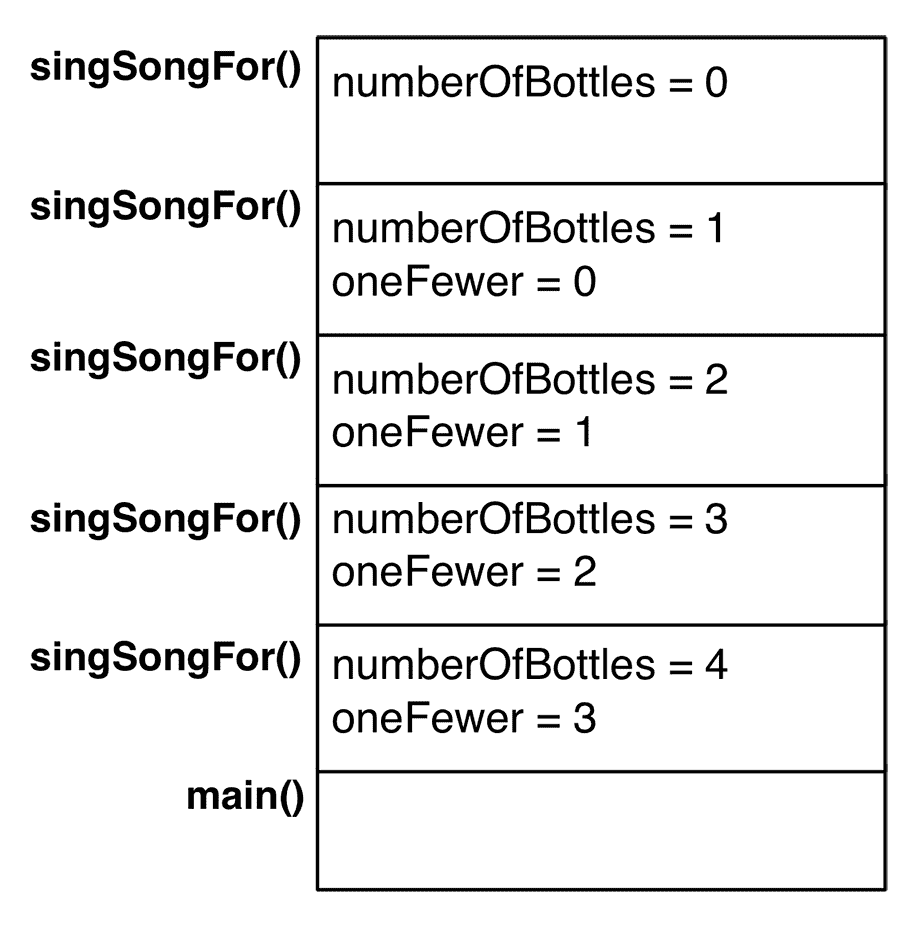 singSongFor()
numberOfBottles = 0
singSongFor()
numberOfBottles = 1
oneFewer = 0
singSongFor()
numberOfBottles = 2
oneFewer = 1
singSongFor()
numberOfBottles = 3
oneFewer = 2
singSongFor()
numberOfBottles = 4
oneFewer = 3
main()